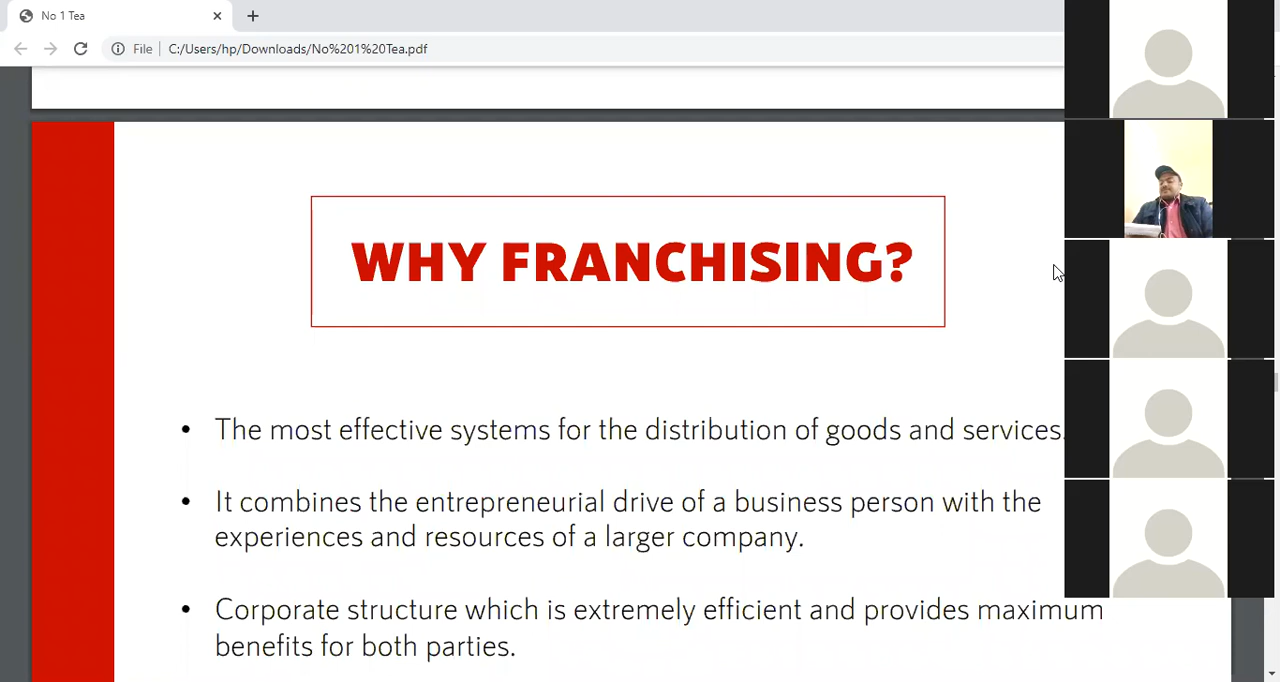 No 1 Tea
File
C:/Users/hp/Downloads/No%201%20Tea.pdf
WHY FRANCHISING?
• The most effective systems for the distribution of goods and services.
• It combines the entrepreneurial drive of a business person with the
experiences and resources of a larger company.
• Corporate structure which is extremely efficient and provides maximum
benefits for both parties.